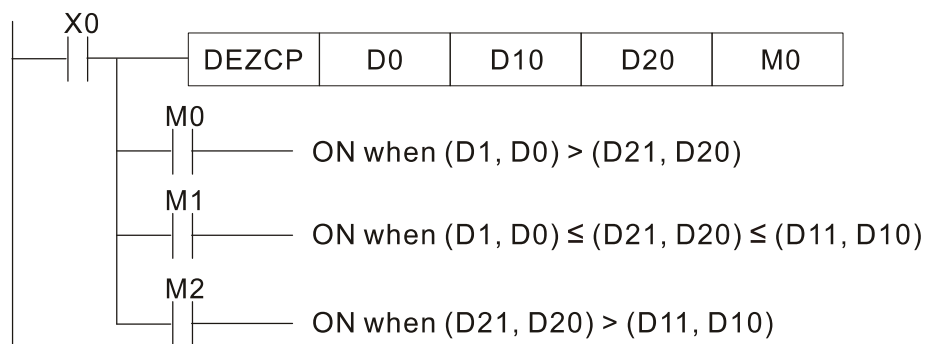 X0
DEZCP D0 D10 D20 M0
M0
ON when (D1, D0) > (D21, D20)
M1
ON when (D1, D0) ≤ (D21, D20) ≤ (D11, D10)
M2
ON when (D21, D20) > (D11, D10)